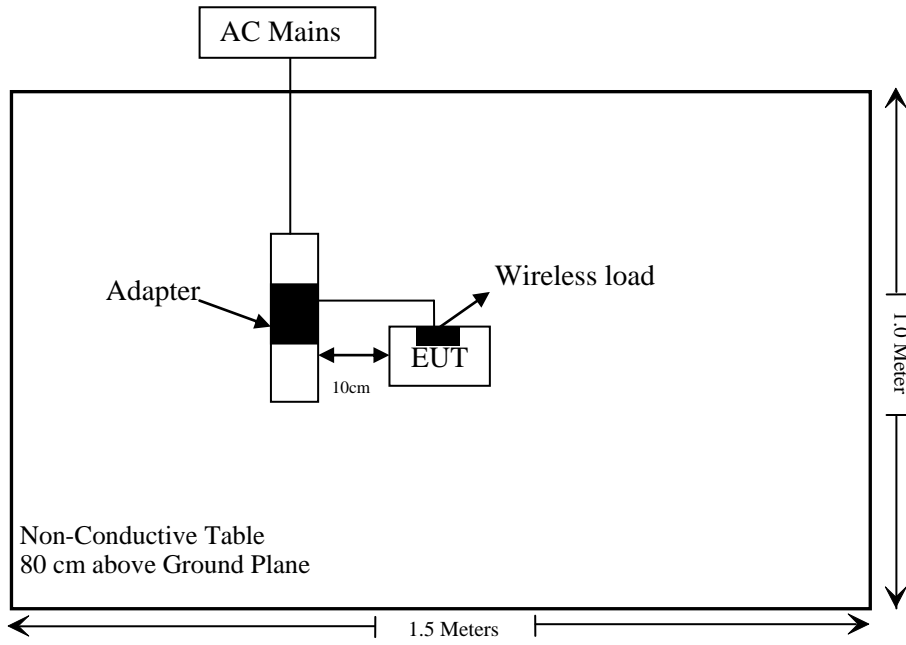 AC Mains
Wireless load
Adapter
EUT
10cm
1.0 Meter
Non-Conductive Table
80 cm above Ground Plane
1.5 Meters